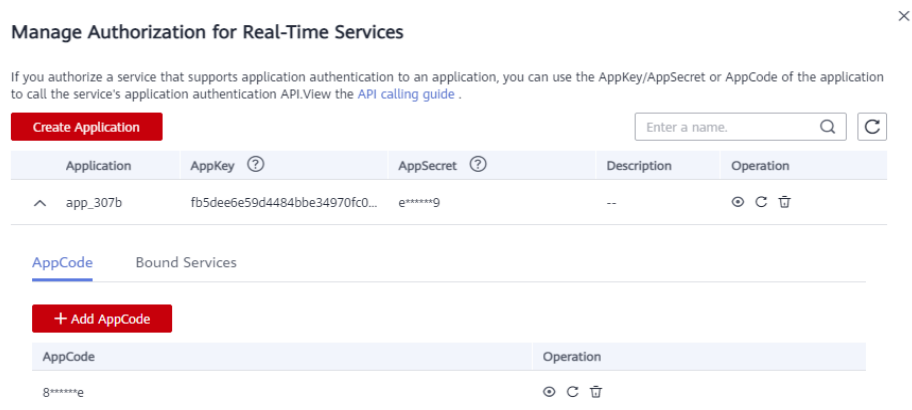 Manage Authorization for Real-Time Services
If you authorize a service that supports application authentication to an application, you can use the AppKey/AppSecret or AppCode of the application
to call the service's application authentication API.View the API calling guide .
Create Application
Enter a name.
Application AppKey ? AppSecret ? Description Operation
app_307b fb5dee6e59d4484bbe34970fc0... e******9 --
AppCode Bound Services
+ Add AppCode
AppCode Operation
8******e